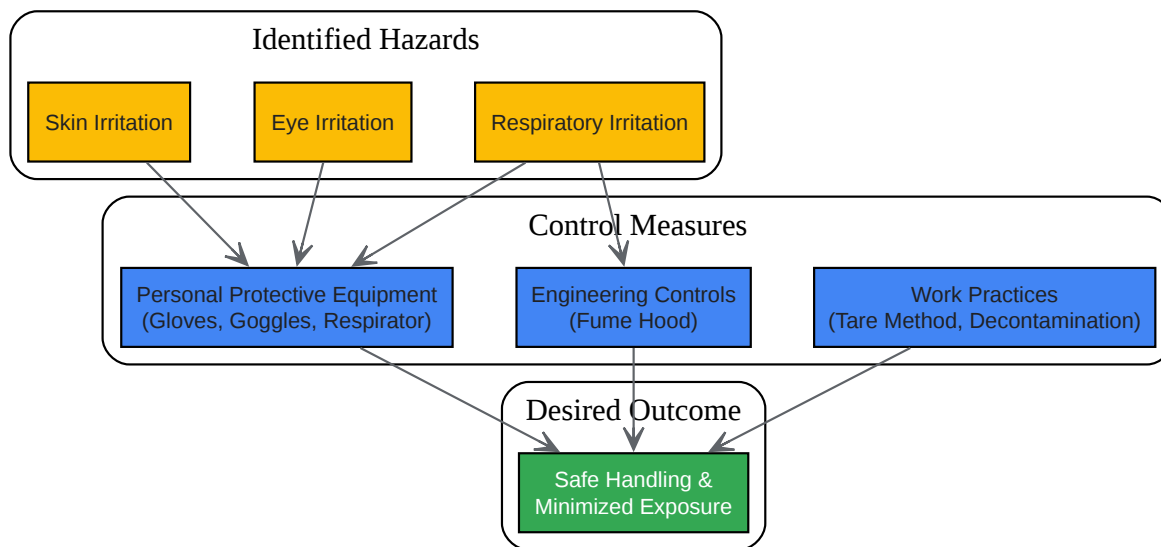 Identified Hazards
Skin Irritation
Eye Irritation
Respiratory Irritation
Control Measures
Personal Protective Equipment
(Gloves, Goggles, Respirator)
Engineering Controls
(Fume Hood)
Work Practices
(Tare Method, Decontamination)
Desired Outcome
Safe Handling &
Minimized Exposure